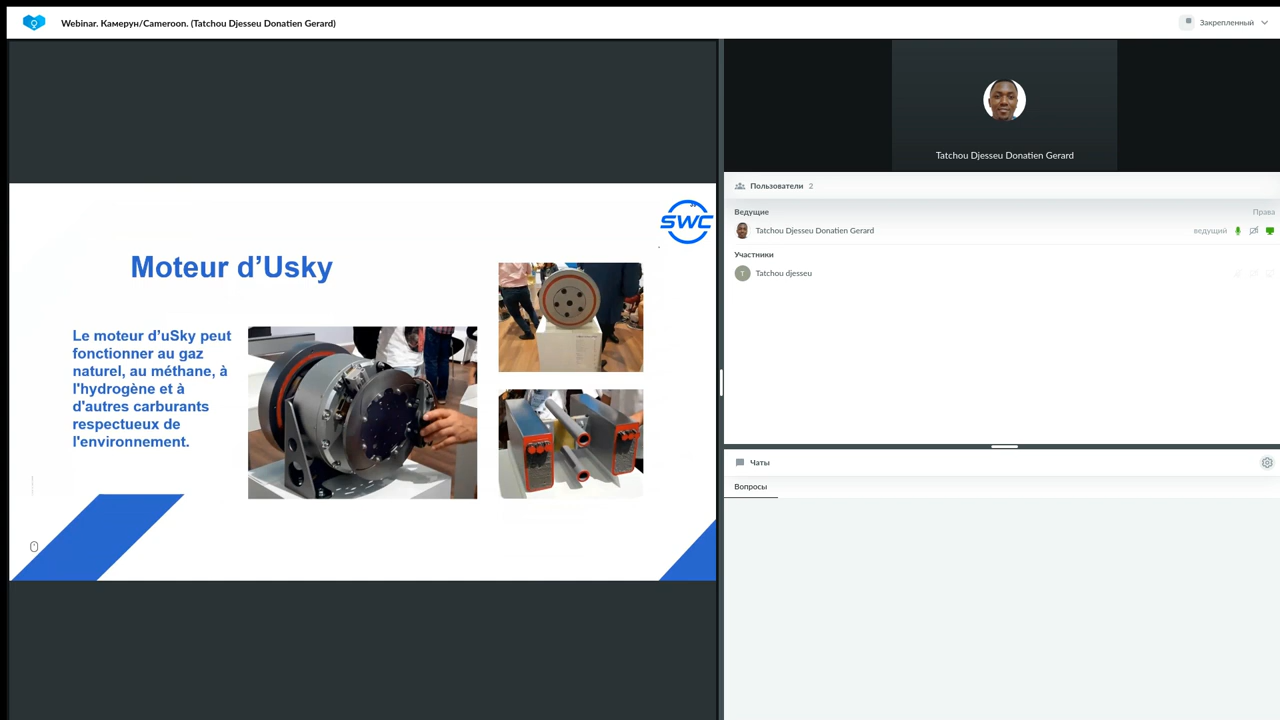 Webinar. Камерун/Cameroon. (Tatchou Djesseu Donatien Gerard)
Закрепленный
SWC
Moteur d’Usky
Le moteur d’uSky peut
fonctionner au gaz
naturel, au méthane, à
l'hydrogène et à
d'autres carburants
respectueux de
l'environnement.
Tatchou Djesseu Donatien Gerard
Пользователи 2
Ведущие Права
Tatchou Djesseu Donatien Gerard ведущий
Участники
T Tatchou djesseu
Чаты
Вопросы